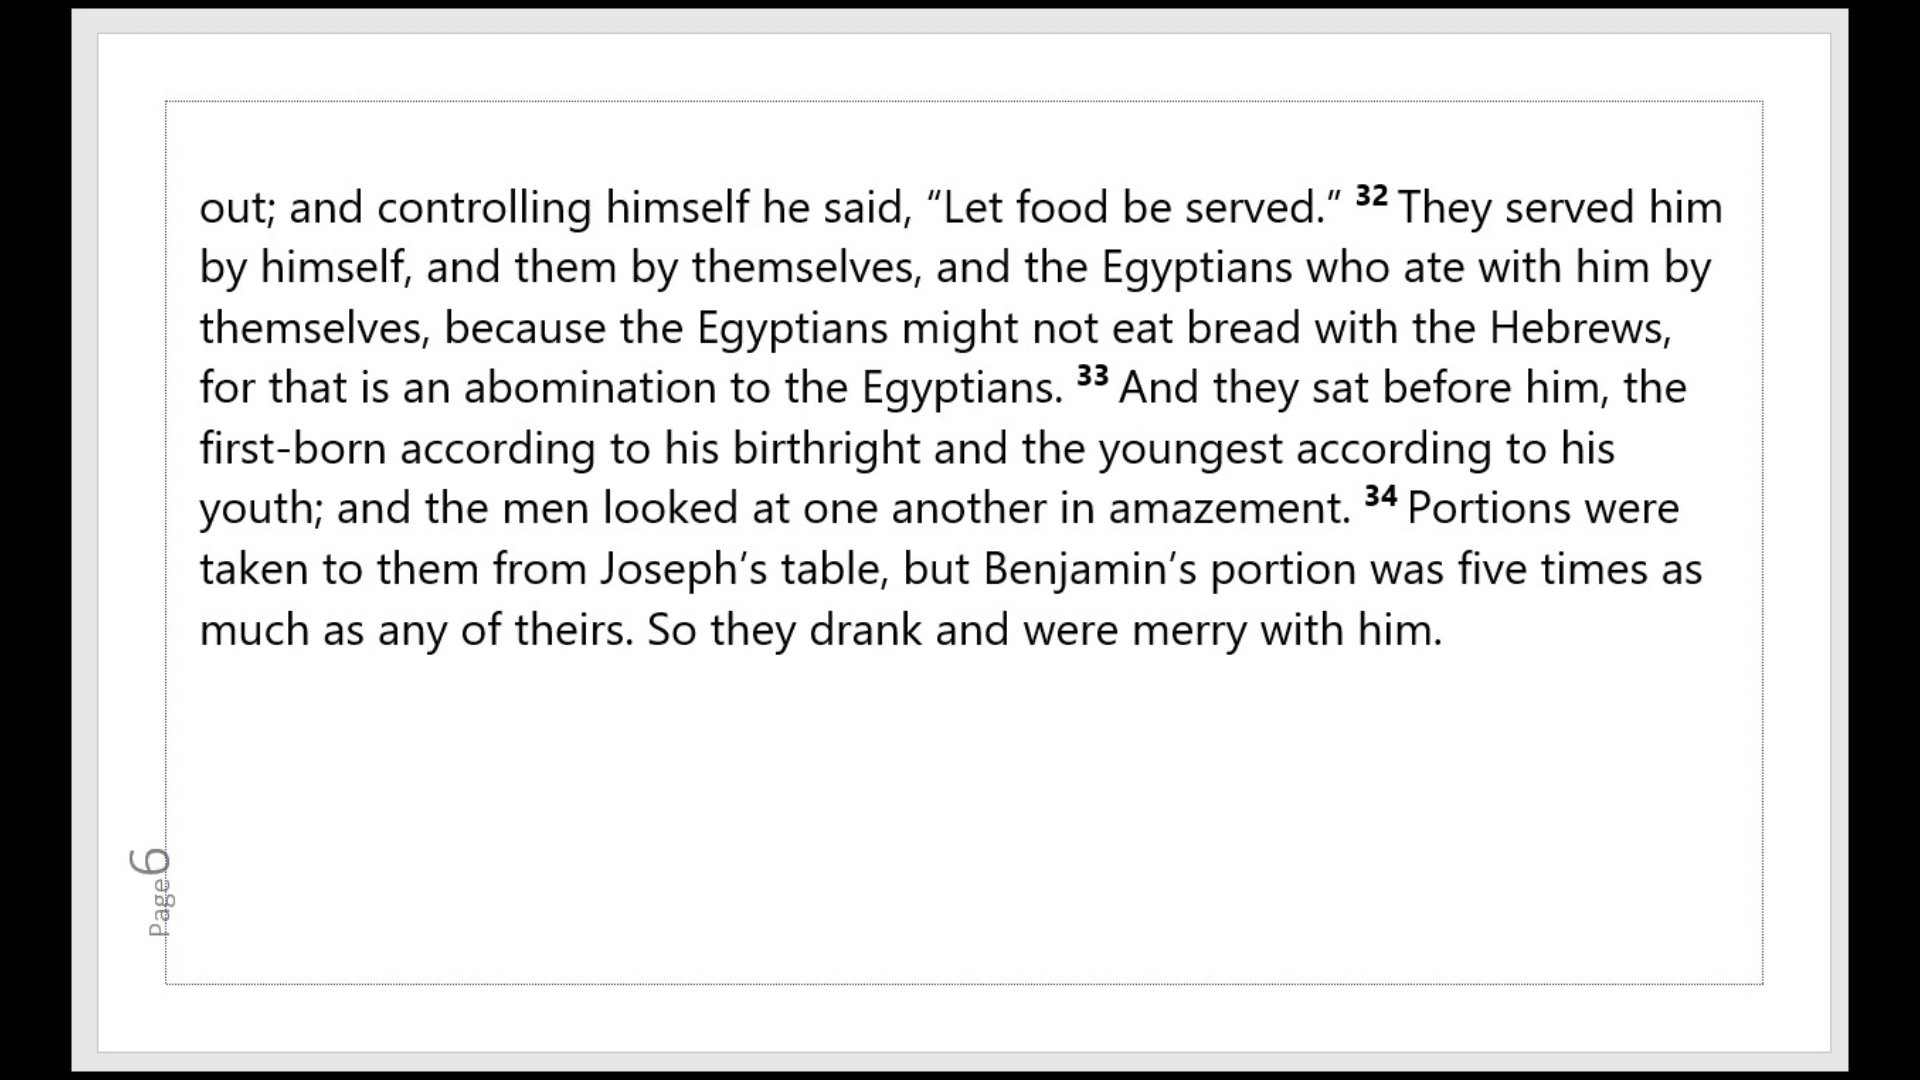 out; and controlling himself he said, “Let food be served.” 32 They served him
by himself, and them by themselves, and the Egyptians who ate with him by
themselves, because the Egyptians might not eat bread with the Hebrews,
for that is an abomination to the Egyptians. 33 And they sat before him, the
first-born according to his birthright and the youngest according to his
youth; and the men looked at one another in amazement. 34 Portions were
taken to them from Joseph’s table, but Benjamin’s portion was five times as
much as any of theirs. So they drank and were merry with him.
Page 6